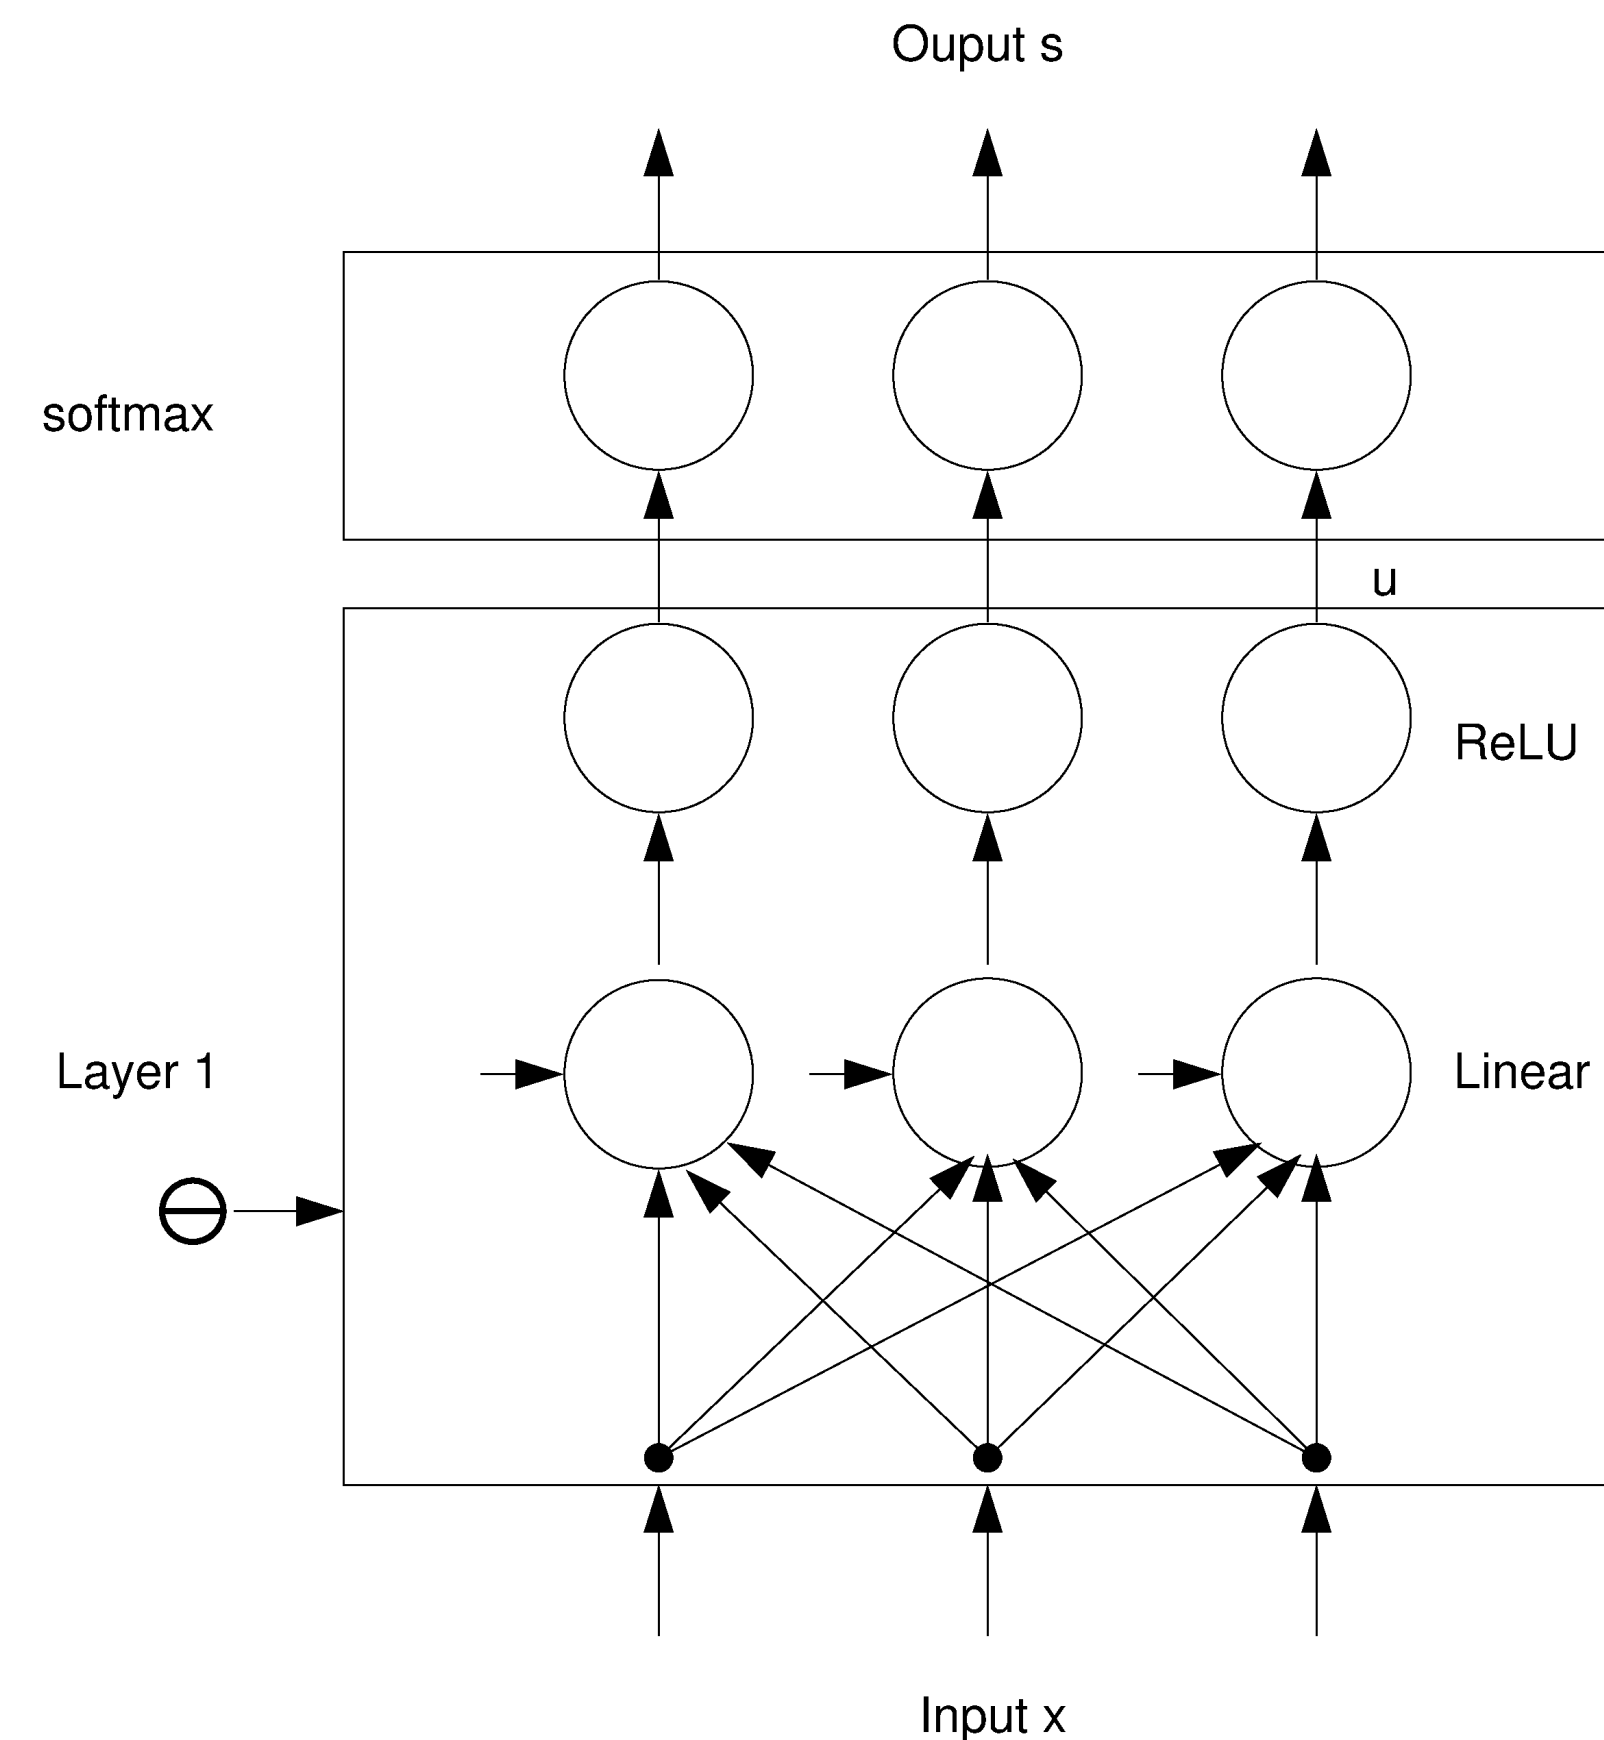 Ouput s
softmax
u
ReLU
Layer 1
Linear
Θ
Input x